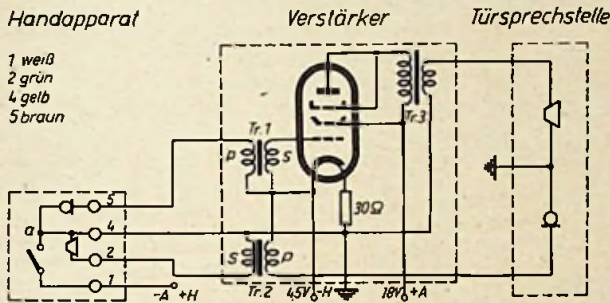 Handapparat
Verstärker
Türsprechstelle
1 weiß
2 grün
4 gelb
5 braun
Tr.1
p
s
Tr.3
30Ω
a
5
4
2
1
s
p
Tr.2
-A +H
4,5V -H
18V +A